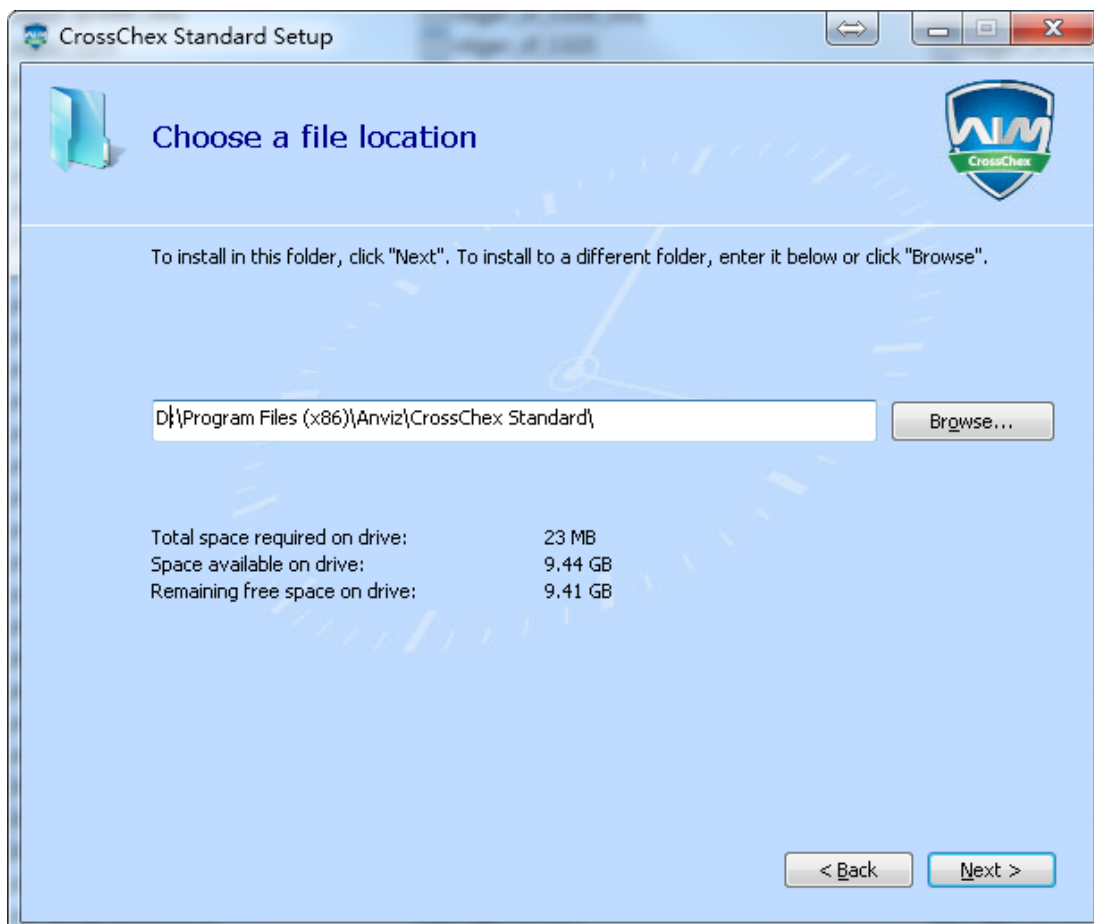 CrossChex Standard Setup
Choose a file location
AIM
CrossChex
To install in this folder, click "Next". To install to a different folder, enter it below or click "Browse".
D:\Program Files (x86)\Anviz\CrossChex Standard\
Browse...
Total space required on drive: 23 MB
Space available on drive: 9.44 GB
Remaining free space on drive: 9.41 GB
< Back
Next >